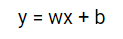 y = wx + b